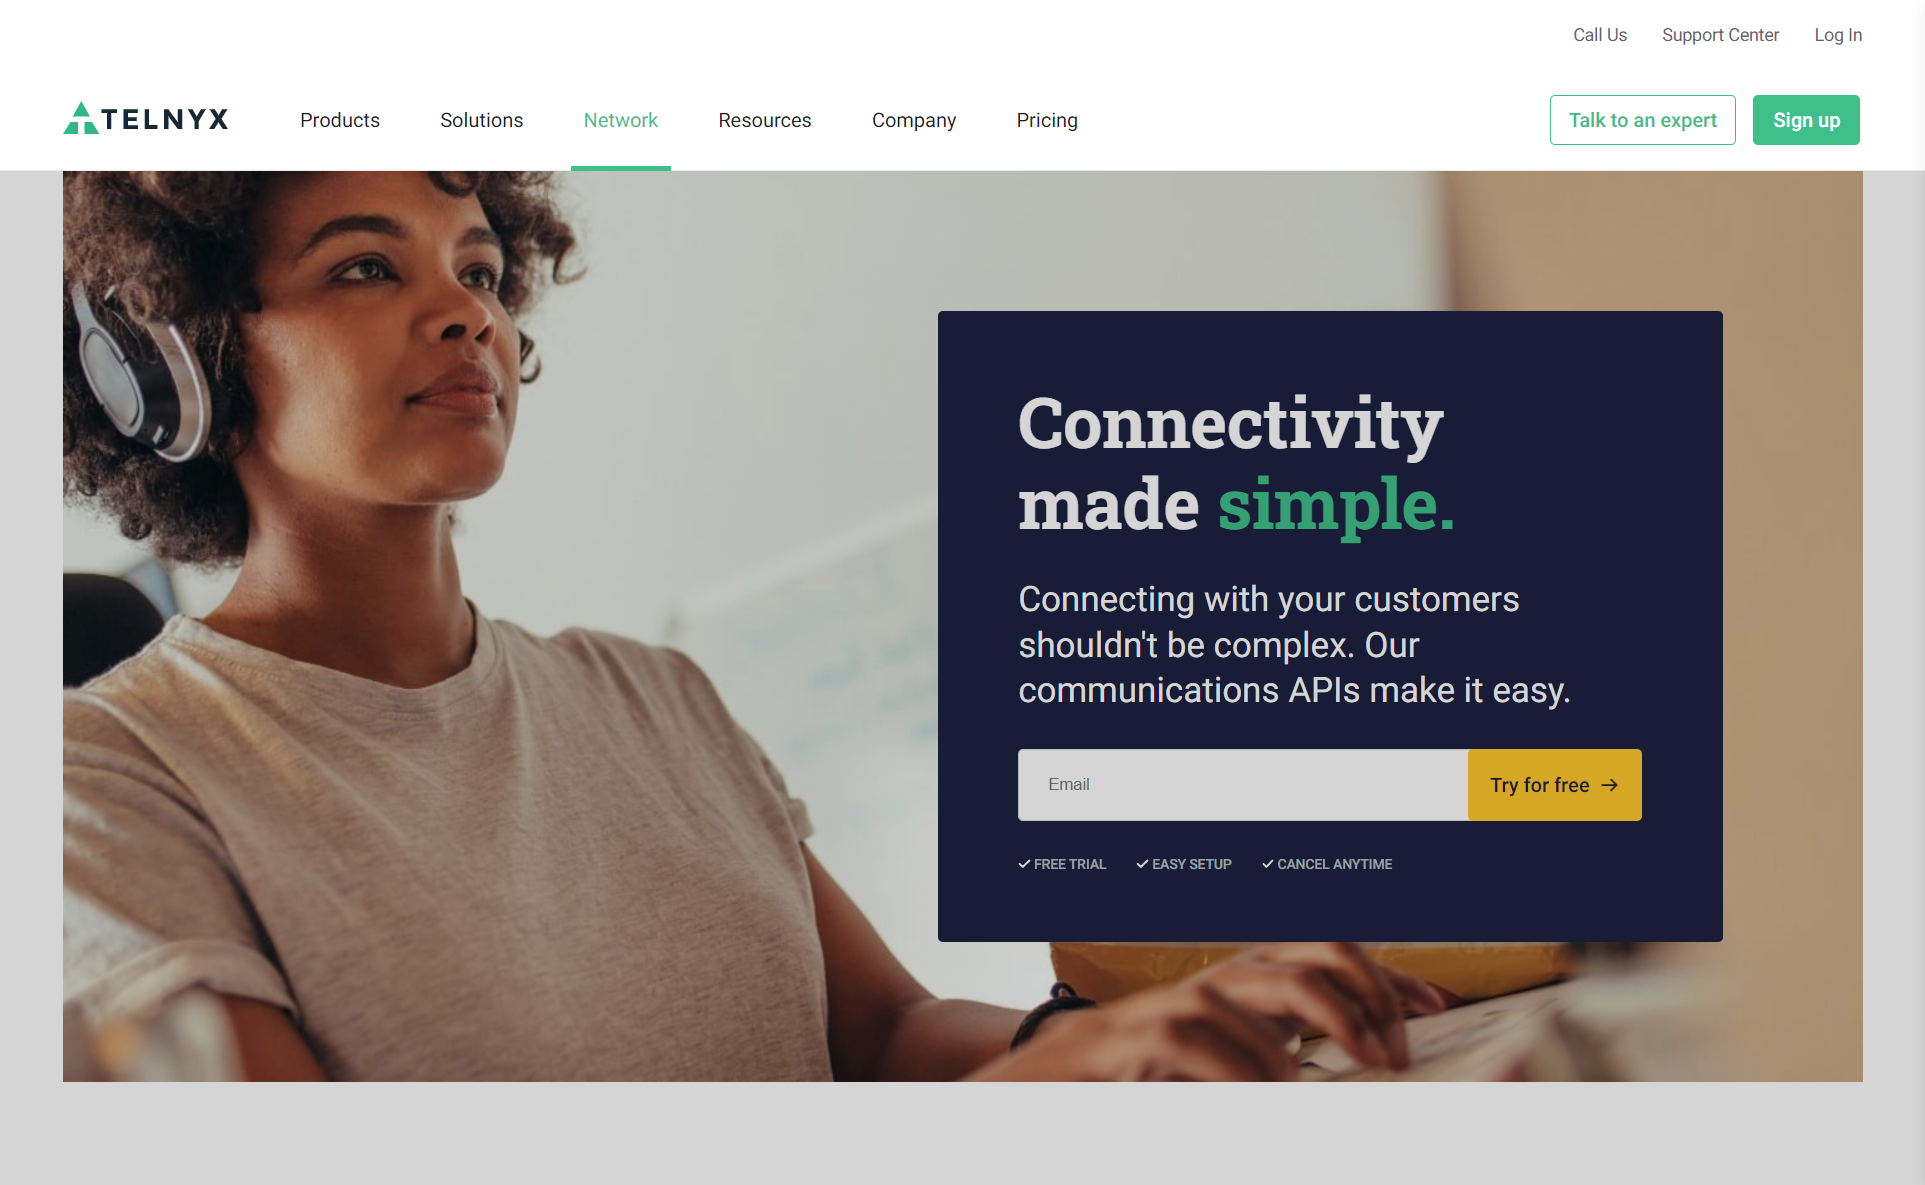 Call Us Support Center Log In
TELNYX Products Solutions Network Resources Company Pricing Talk to an expert Sign up
Connectivity
made simple.
Connecting with your customers
shouldn't be complex. Our
communications APIs make it easy.
Email Try for free →
✓ FREE TRIAL ✓ EASY SETUP ✓ CANCEL ANYTIME